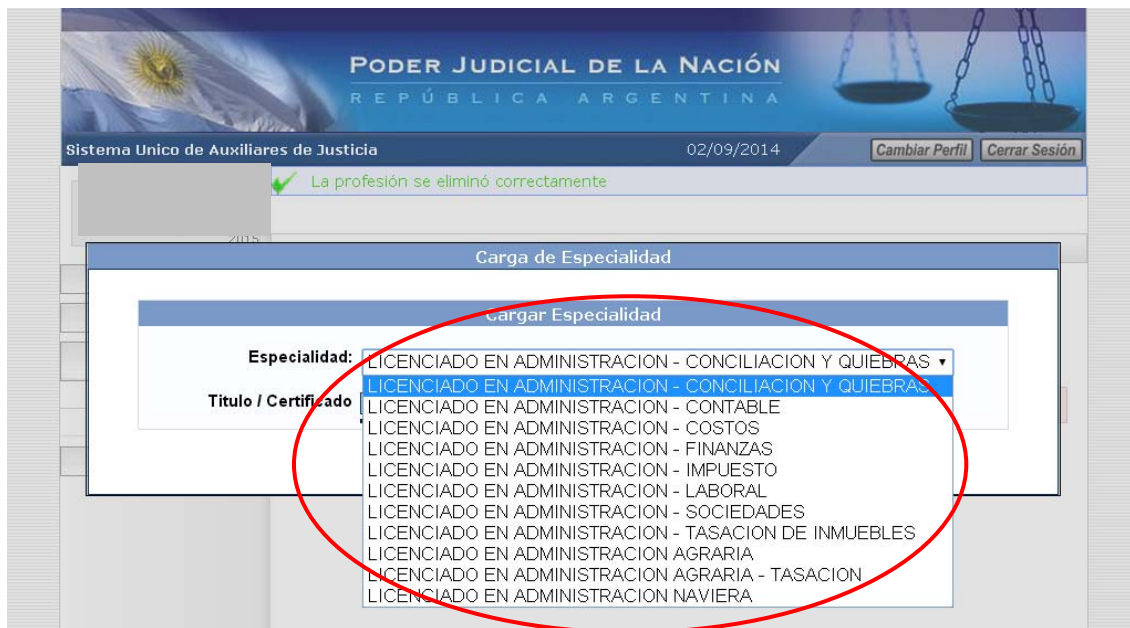 PODER JUDICIAL DE LA NACIÓN
REPÚBLICA ARGENTINA
Sistema Unico de Auxiliares de Justicia 02/09/2014 Cambiar Perfil Cerrar Sesión
La profesión se eliminó correctamente
2015
Carga de Especialidad
Cargar Especialidad
Especialidad: LICENCIADO EN ADMINISTRACION - CONCILIACION Y QUIEBRAS
LICENCIADO EN ADMINISTRACION - CONCILIACION Y QUIEBRAS
Titulo / Certificado LICENCIADO EN ADMINISTRACION - CONTABLE
LICENCIADO EN ADMINISTRACION - COSTOS
LICENCIADO EN ADMINISTRACION - FINANZAS
LICENCIADO EN ADMINISTRACION - IMPUESTO
LICENCIADO EN ADMINISTRACION - LABORAL
LICENCIADO EN ADMINISTRACION - SOCIEDADES
LICENCIADO EN ADMINISTRACION - TASACION DE INMUEBLES
LICENCIADO EN ADMINISTRACION AGRARIA
LICENCIADO EN ADMINISTRACION AGRARIA - TASACION
LICENCIADO EN ADMINISTRACION NAVIERA